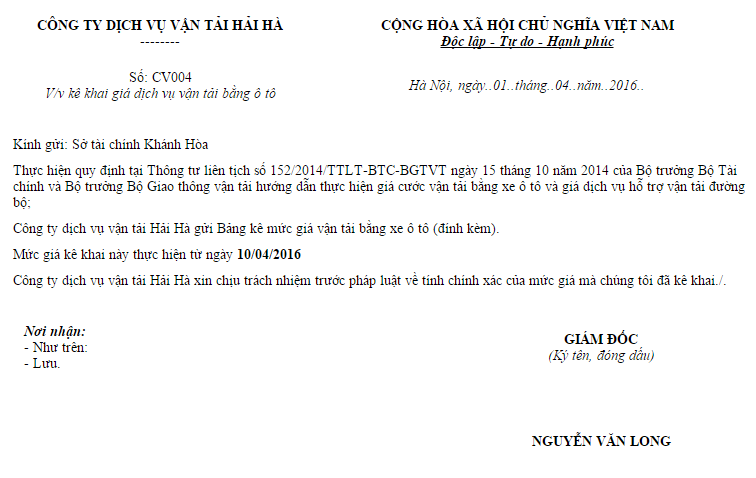 CÔNG TY DỊCH VỤ VẬN TẢI HẢI HÀ
--------
CỘNG HÒA XÃ HỘI CHỦ NGHĨA VIỆT NAM
Độc lập - Tự do - Hạnh phúc
Số: CV004
V/v kê khai giá dịch vụ vận tải bằng ô tô
Hà Nội, ngày..01..tháng..04..năm..2016..
Kính gửi: Sở tài chính Khánh Hòa
Thực hiện quy định tại Thông tư liên tịch số 152/2014/TTLT-BTC-BGTVT ngày 15 tháng 10 năm 2014 của Bộ trưởng Bộ Tài
chính và Bộ trưởng Bộ Giao thông vận tải hướng dẫn thực hiện giá cước vận tải bằng xe ô tô và giá dịch vụ hỗ trợ vận tải đường
bộ;
Công ty dịch vụ vận tải Hải Hà gửi Bảng kê mức giá vận tải bằng xe ô tô (đính kèm).
Mức giá kê khai này thực hiện từ ngày 10/04/2016
Công ty dịch vụ vận tải Hải Hà xin chịu trách nhiệm trước pháp luật về tính chính xác của mức giá mà chúng tôi đã kê khai./.
Nơi nhận:
- Như trên:
- Lưu.
GIÁM ĐỐC
(Ký tên, đóng dấu)
NGUYỄN VĂN LONG